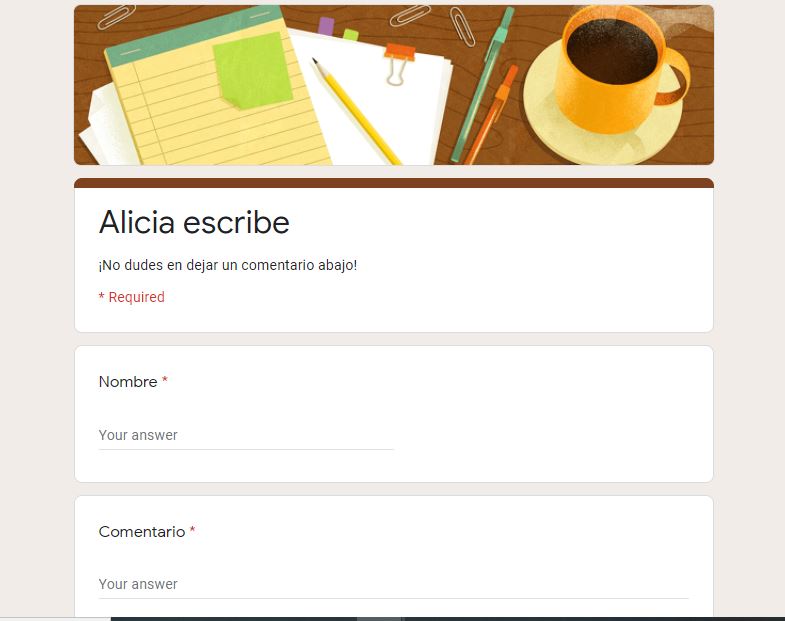 Alicia escribe
¡No dudes en dejar un comentario abajo!
* Required
Nombre *
Your answer
Comentario *
Your answer